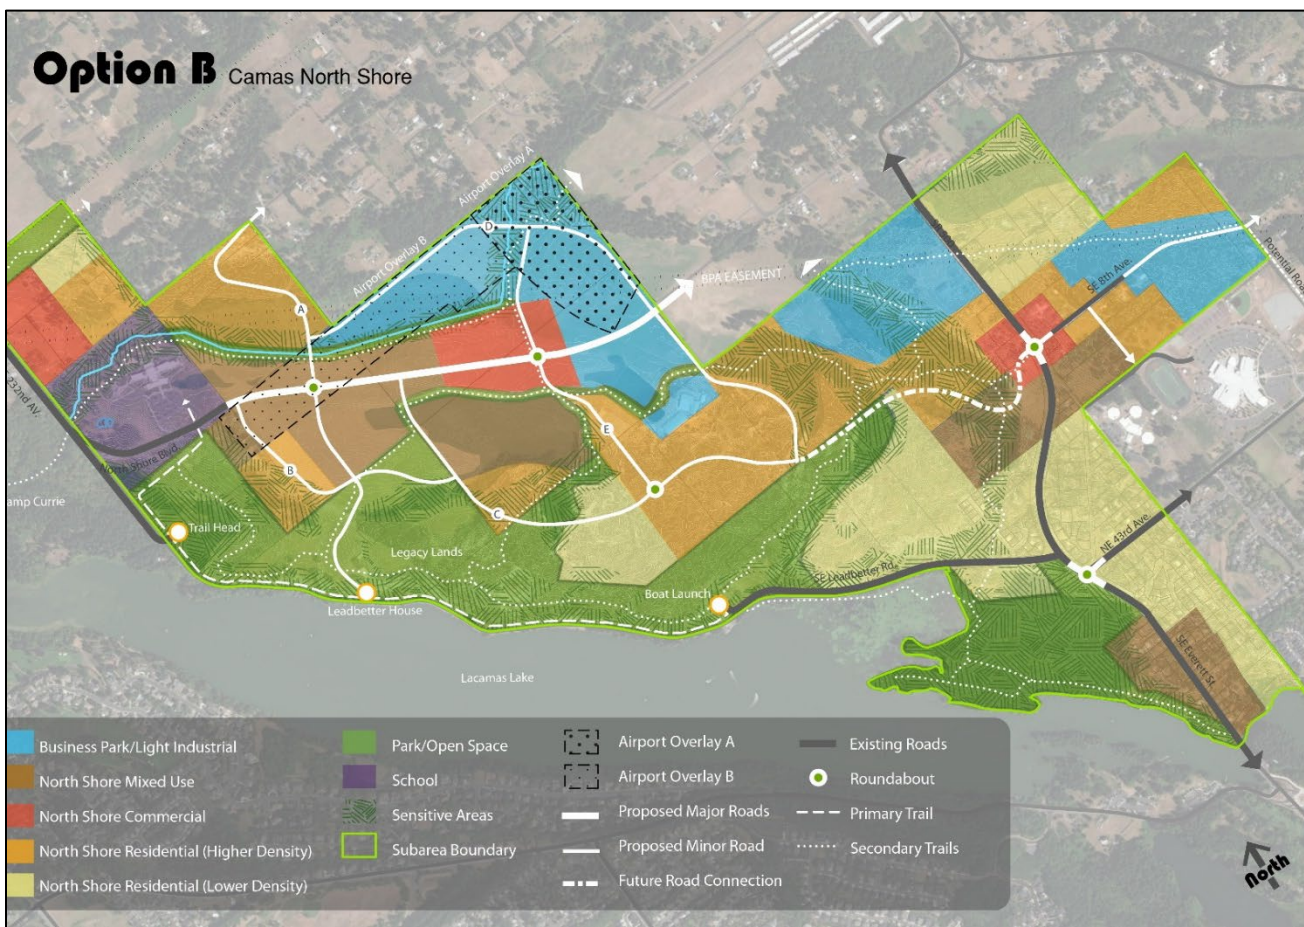 Option B Camas North Shore
Airport Overlay A
Airport Overlay B
D
BPA EASEMENT
A
SE 8th Ave.
232nd AV.
North Shore Blvd.
E
B
C
amp Currie
Trail Head
Legacy Lands
Leadbetter House
Boat Launch
SE Leadbetter Rd.
NE 43rd Ave.
SE Everett St.
Lacamas Lake
Business Park/Light Industrial
North Shore Mixed Use
North Shore Commercial
North Shore Residential (Higher Density)
North Shore Residential (Lower Density)
Park/Open Space
School
Sensitive Areas
Subarea Boundary
Airport Overlay A
Airport Overlay B
Proposed Major Roads
Proposed Minor Road
Future Road Connection
Existing Roads
Roundabout
Primary Trail
Secondary Trails
North
Potential